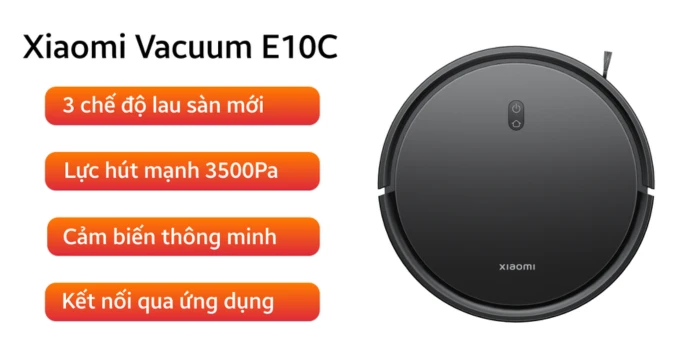 Xiaomi Vacuum E10C
3 chế độ lau sàn mới
Lực hút mạnh 3500Pa
Cảm biến thông minh
Kết nối qua ứng dụng
xiaomi